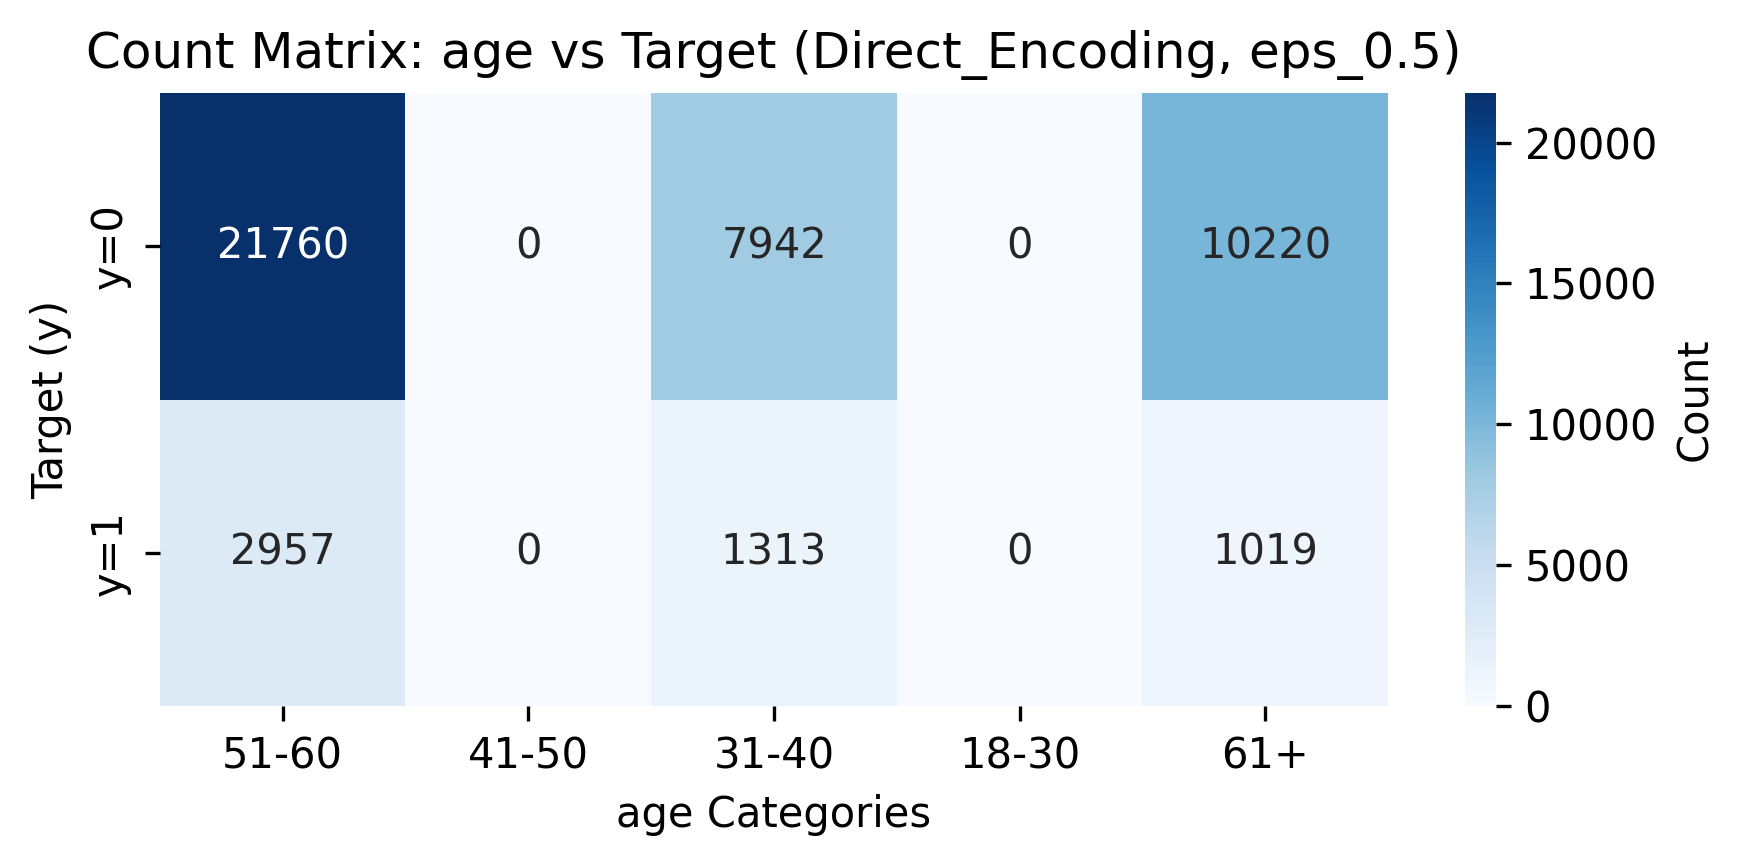 Count Matrix: age vs Target (Direct_Encoding, eps_0.5)
Target (y)
y=0
21760 0 7942 0 10220
y=1
2957 0 1313 0 1019
51-60 41-50 31-40 18-30 61+
age Categories
20000
15000
10000
5000
0
Count